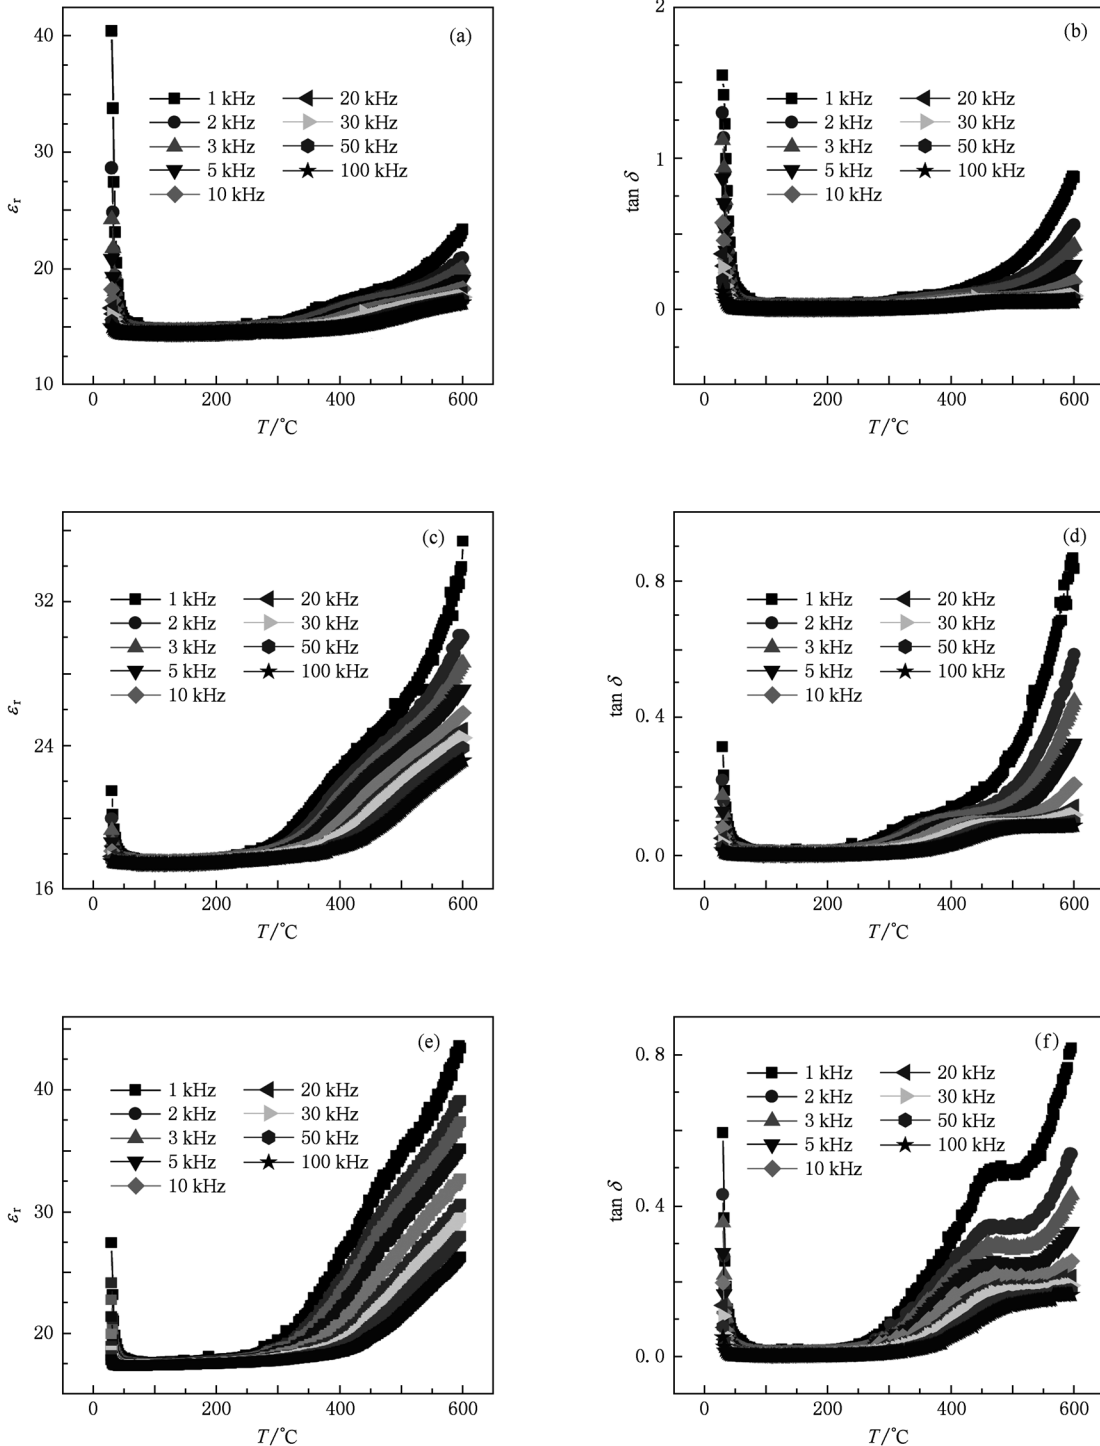 (a)
40
30
20
10
εr
1 kHz 20 kHz
2 kHz 30 kHz
3 kHz 50 kHz
5 kHz 100 kHz
10 kHz
0 200 400 600
T/℃
(b)
2
1
0
tan δ
1 kHz 20 kHz
2 kHz 30 kHz
3 kHz 50 kHz
5 kHz 100 kHz
10 kHz
0 200 400 600
T/℃
(c)
32
24
16
εr
1 kHz 20 kHz
2 kHz 30 kHz
3 kHz 50 kHz
5 kHz 100 kHz
10 kHz
0 200 400 600
T/℃
(d)
0.8
0.4
0.0
tan δ
1 kHz 20 kHz
2 kHz 30 kHz
3 kHz 50 kHz
5 kHz 100 kHz
10 kHz
0 200 400 600
T/℃
(e)
40
30
20
εr
1 kHz 20 kHz
2 kHz 30 kHz
3 kHz 50 kHz
5 kHz 100 kHz
10 kHz
0 200 400 600
T/℃
(f)
0.8
0.4
0.0
tan δ
1 kHz 20 kHz
2 kHz 30 kHz
3 kHz 50 kHz
5 kHz 100 kHz
10 kHz
0 200 400 600
T/℃